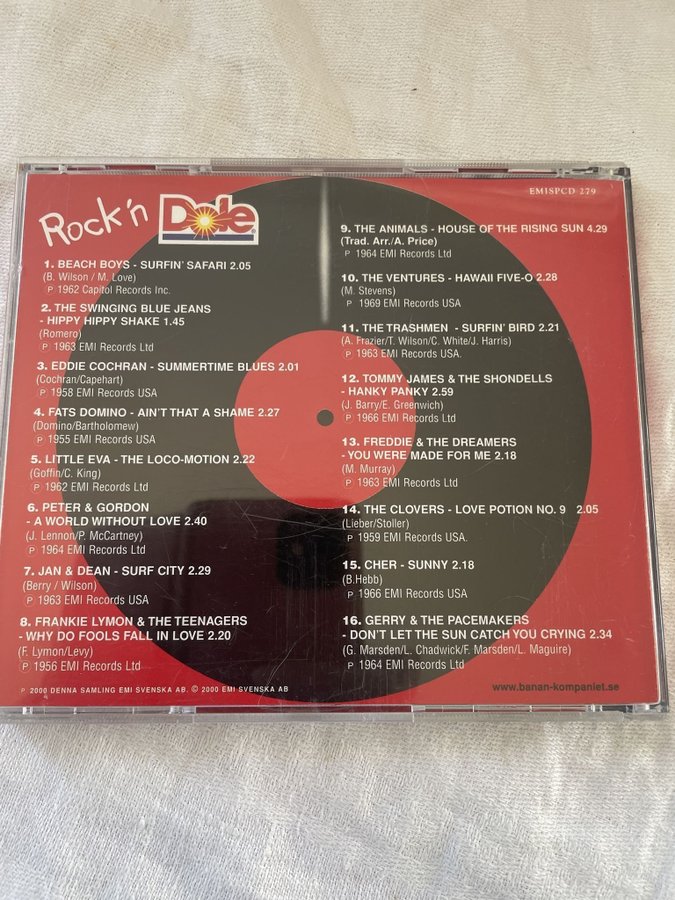 EMISPCD 279
Rock'n Dole
1. BEACH BOYS - SURFIN' SAFARI 2.05
(B. Wilson / M. Love)
℗ 1962 Capitol Records Inc.
2. THE SWINGING BLUE JEANS
- HIPPY HIPPY SHAKE 1.45
(Romero)
℗ 1963 EMI Records Ltd
3. EDDIE COCHRAN - SUMMERTIME BLUES 2.01
(Cochran/Capehart)
℗ 1958 EMI Records USA
4. FATS DOMINO - AIN'T THAT A SHAME 2.27
(Domino/Bartholomew)
℗ 1955 EMI Records USA
5. LITTLE EVA - THE LOCO-MOTION 2.22
(Goffin/C. King)
℗ 1962 EMI Records Ltd
6. PETER & GORDON
- A WORLD WITHOUT LOVE 2.40
(J. Lennon/P. McCartney)
℗ 1964 EMI Records Ltd
7. JAN & DEAN - SURF CITY 2.29
(Berry / Wilson)
℗ 1963 EMI Records USA
8. FRANKIE LYMON & THE TEENAGERS
- WHY DO FOOLS FALL IN LOVE 2.20
(F. Lymon/Levy)
℗ 1956 EMI Records Ltd
9. THE ANIMALS - HOUSE OF THE RISING SUN 4.29
(Trad. Arr./A. Price)
℗ 1964 EMI Records Ltd
10. THE VENTURES - HAWAII FIVE-O 2.28
(M. Stevens)
℗ 1969 EMI Records USA
11. THE TRASHMEN - SURFIN' BIRD 2.21
(A. Frazier/T. Wilson/C. White/J. Harris)
℗ 1963 EMI Records USA.
12. TOMMY JAMES & THE SHONDELLS
- HANKY PANKY 2.59
(J. Barry/E. Greenwich)
℗ 1966 EMI Records Ltd
13. FREDDIE & THE DREAMERS
- YOU WERE MADE FOR ME 2.18
(M. Murray)
℗ 1963 EMI Records Ltd
14. THE CLOVERS - LOVE POTION NO. 9 2.05
(Lieber/Stoller)
℗ 1959 EMI Records USA.
15. CHER - SUNNY 2.18
(B.Hebb)
℗ 1966 EMI Records USA
16. GERRY & THE PACEMAKERS
- DON'T LET THE SUN CATCH YOU CRYING 2.34
(G. Marsden/L. Chadwick/F. Marsden/L. Maguire)
℗ 1964 EMI Records Ltd
℗ 2000 DENNA SAMLING EMI SVENSKA AB. © 2000 EMI SVENSKA AB
www.banan-kompaniet.se